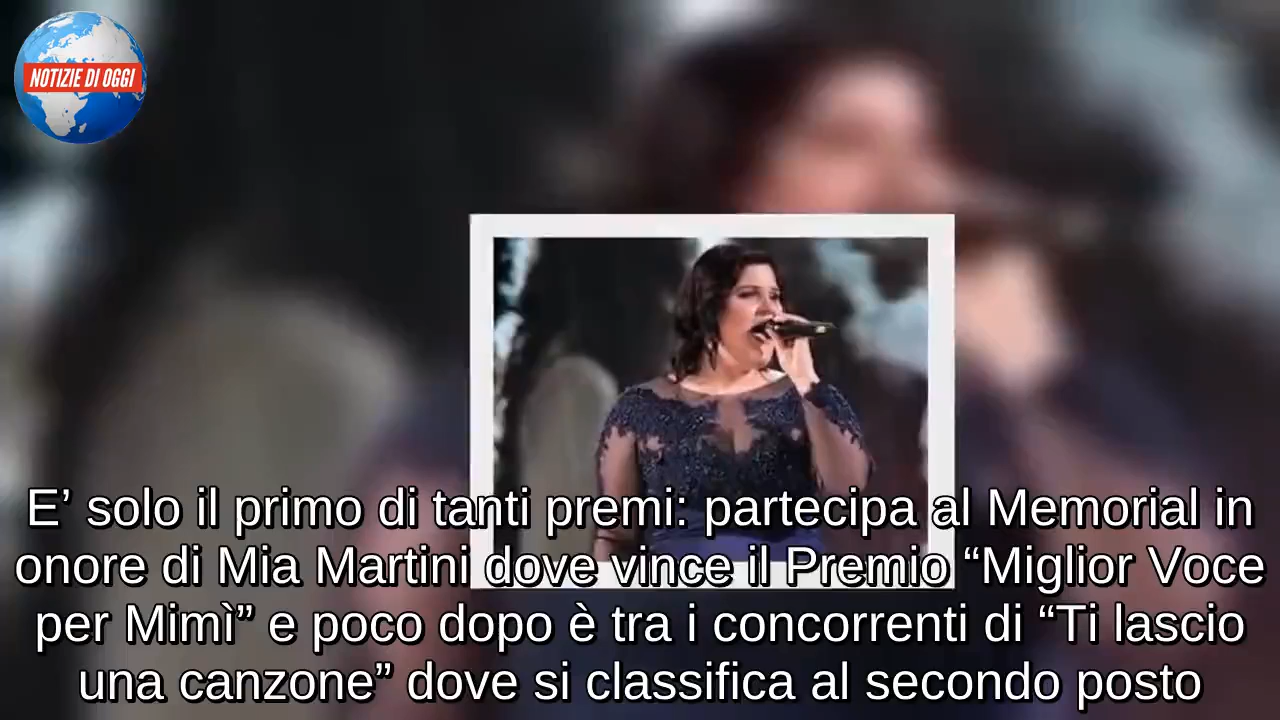 NOTIZIE DI OGGI
E’ solo il primo di tanti premi: partecipa al Memorial in
onore di Mia Martini dove vince il Premio “Miglior Voce
per Mimì” e poco dopo è tra i concorrenti di “Ti lascio
una canzone” dove si classifica al secondo posto